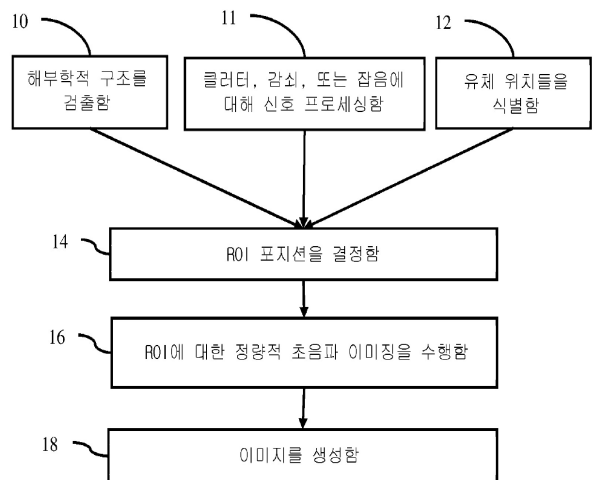 10
11
12
해부학적 구조를
검출함
클러터, 감쇠, 또는 잡음에
대해 신호 프로세싱함
유체 위치들을
식별함
14
ROI 포지션을 결정함
16
ROI에 대한 정량적 초음파 이미징을 수행함
18
이미지를 생성함